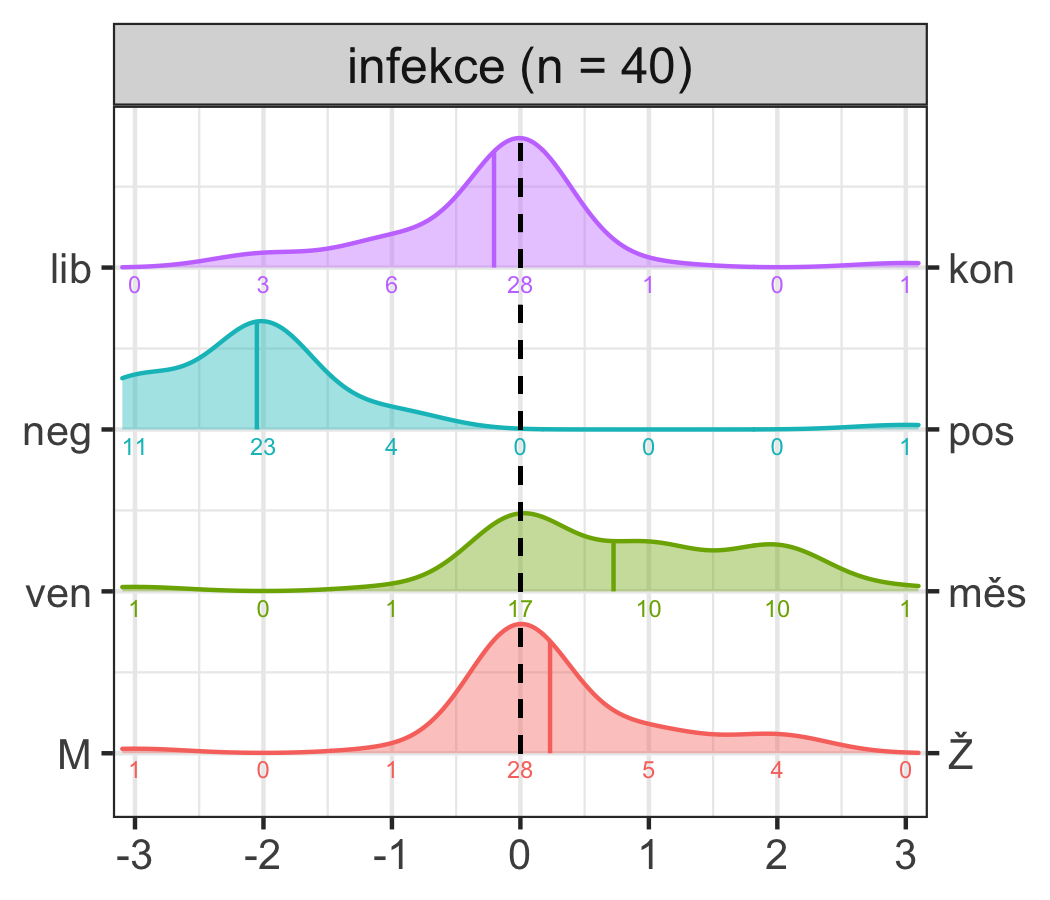 infekce (n = 40)
lib kon
0 3 6 28 1 0 1
neg pos
11 23 4 0 0 0 1
ven měs
1 0 1 17 10 10 1
M Ž
1 0 1 28 5 4 0
-3 -2 -1 0 1 2 3